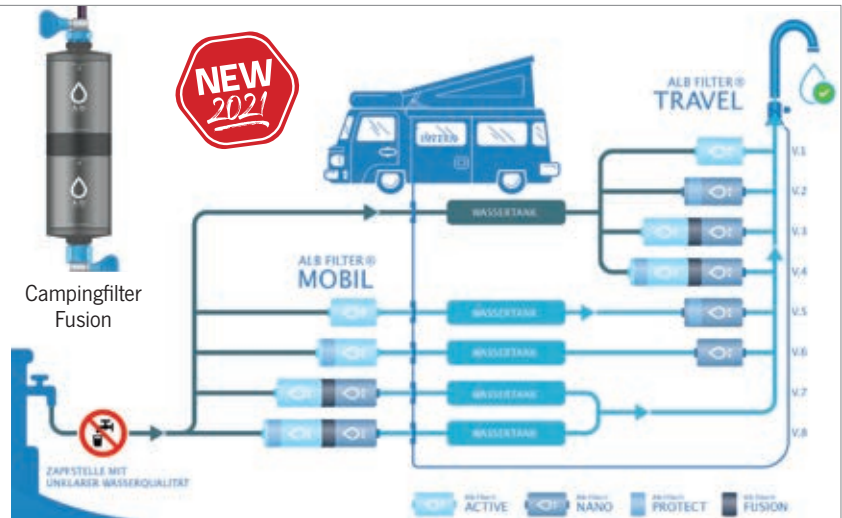 NEW
2021
Campingfilter
Fusion
ALB FILTER®
TRAVEL
WASSERTANK
V.1
V.2
V.3
V.4
V.5
V.6
V.7
V.8
ALB FILTER®
MOBIL
WASSERTANK
WASSERTANK
WASSERTANK
WASSERTANK
ZAPFSTELLE MIT
UNKLARER WASSERQUALITÄT
ACTIVE
NANO
PROTECT
FUSION